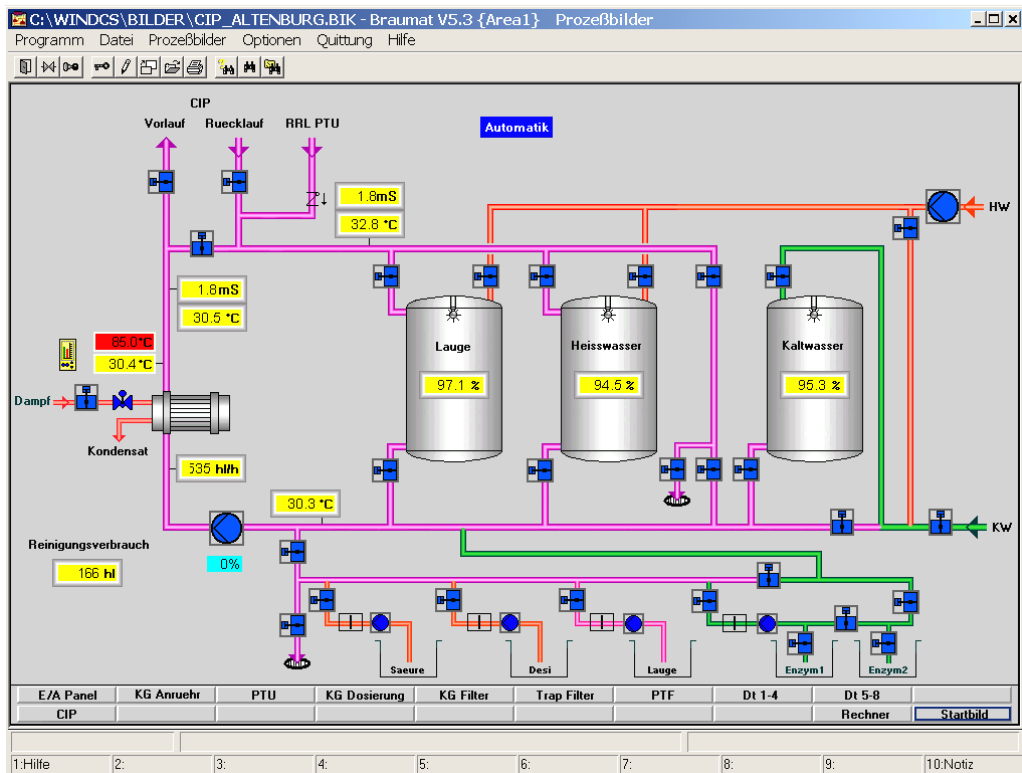 C:\WINDCS\BILDER\CIP_ALTENBURG.BIK - Braumat V5.3 {Area1} Prozeßbilder
Programm Datei Prozeßbilder Optionen Quittung Hilfe
CIP
Vorlauf Ruecklauf RRL PTU
Automatik
1.8mS
32.8 °C
HW
1.8mS
30.5 °C
85.0°C
30.4°C
Lauge
Heisswasser
Kaltwasser
97.1 %
94.5 %
95.3 %
Dampf
Kondensat
535 hl/h
30.3 °C
KW
Reinigungsverbrauch
0%
166 hl
Saeure
Desi
Lauge
Enzym1
Enzym2
E/A Panel KG Anruehr PTU KG Dosierung KG Filter Trap Filter PTF Dt 1-4 Dt 5-8
CIP Rechner Startbild
1:Hilfe 2: 3: 4: 5: 6: 7: 8: 9: 10:Notiz